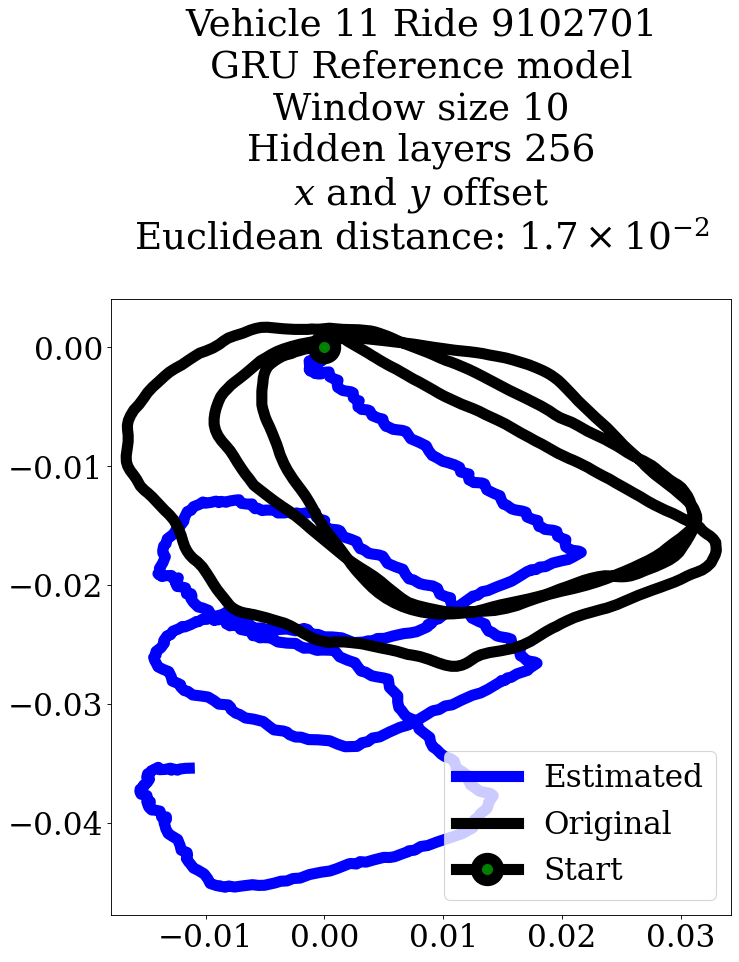 Vehicle 11 Ride 9102701
GRU Reference model
Window size 10
Hidden layers 256
x and y offset
Euclidean distance: 1.7 × 10⁻²
0.00
−0.01
−0.02
−0.03
−0.04
Estimated
Original
Start
−0.01 0.00 0.01 0.02 0.03